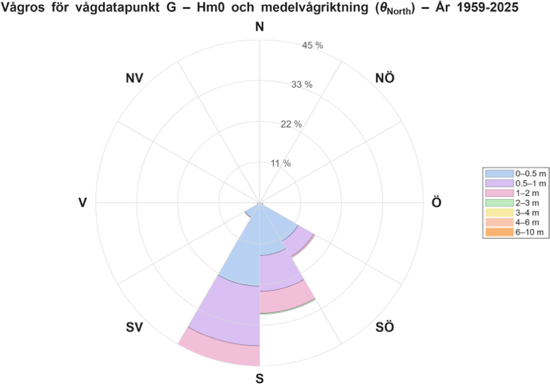 Vågros för vågdatapunkt G – Hm0 och medelvågriktning (θNorth) – År 1959-2025
N
45 %
NV
NÖ
33 %
22 %
11 %
V
Ö
0–0.5 m
0.5–1 m
1–2 m
2–3 m
3–4 m
4–6 m
6–10 m
SV
SÖ
S